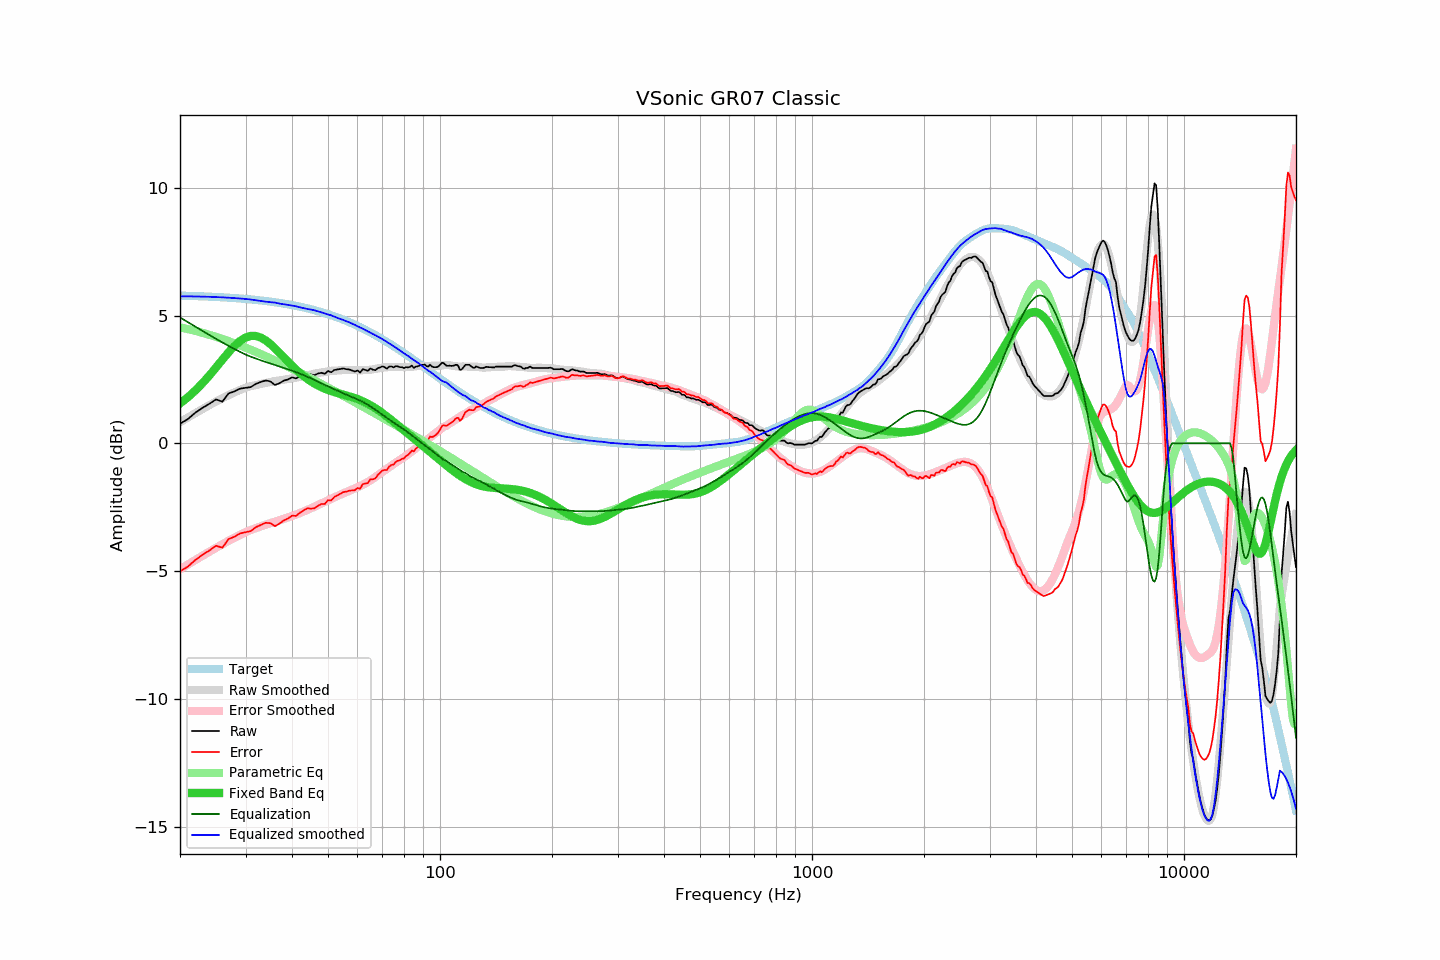 VSonic GR07 Classic
Amplitude (dBr)
10
5
0
−5
−10
−15
Target
Raw Smoothed
Error Smoothed
Raw
Error
Parametric Eq
Fixed Band Eq
Equalization
Equalized smoothed
100
1000
10000
Frequency (Hz)